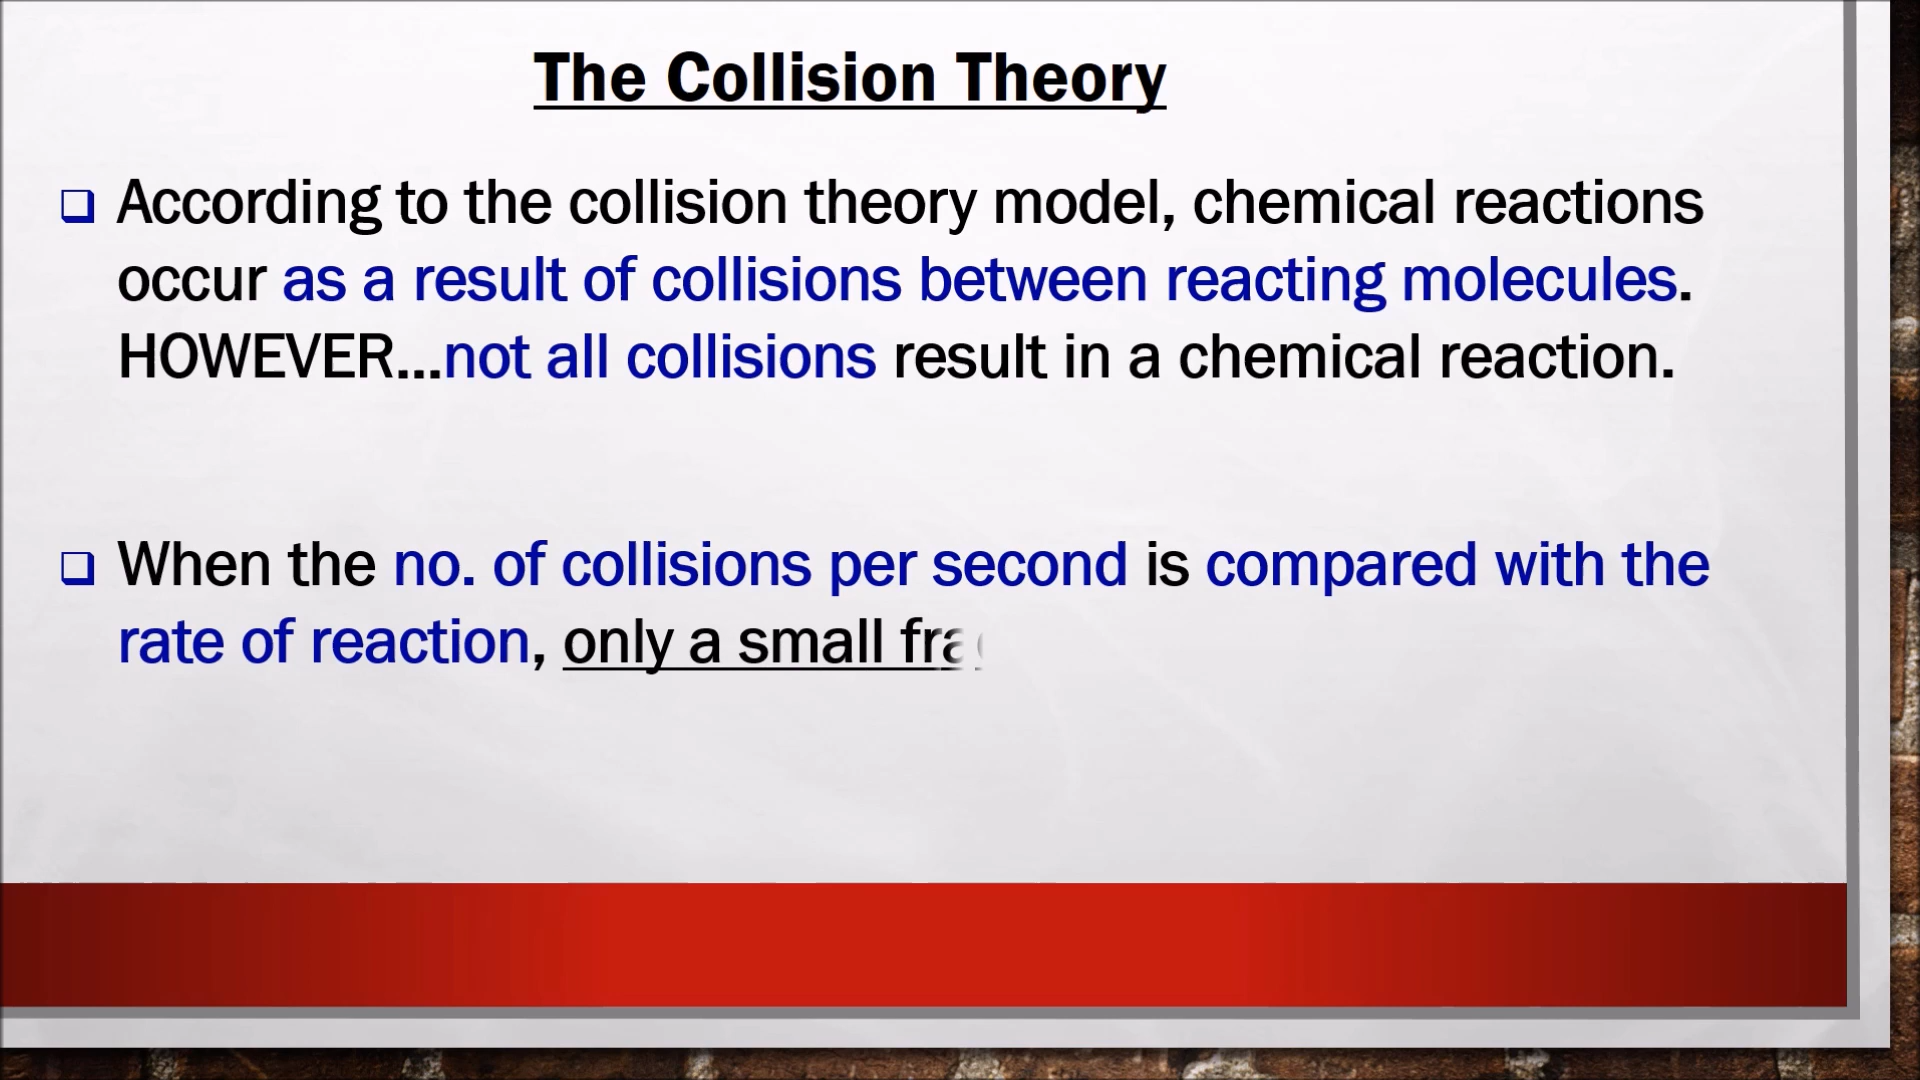 The Collision Theory
According to the collision theory model, chemical reactions
occur as a result of collisions between reacting molecules.
HOWEVER...not all collisions result in a chemical reaction.
When the no. of collisions per second is compared with the
rate of reaction, only a small